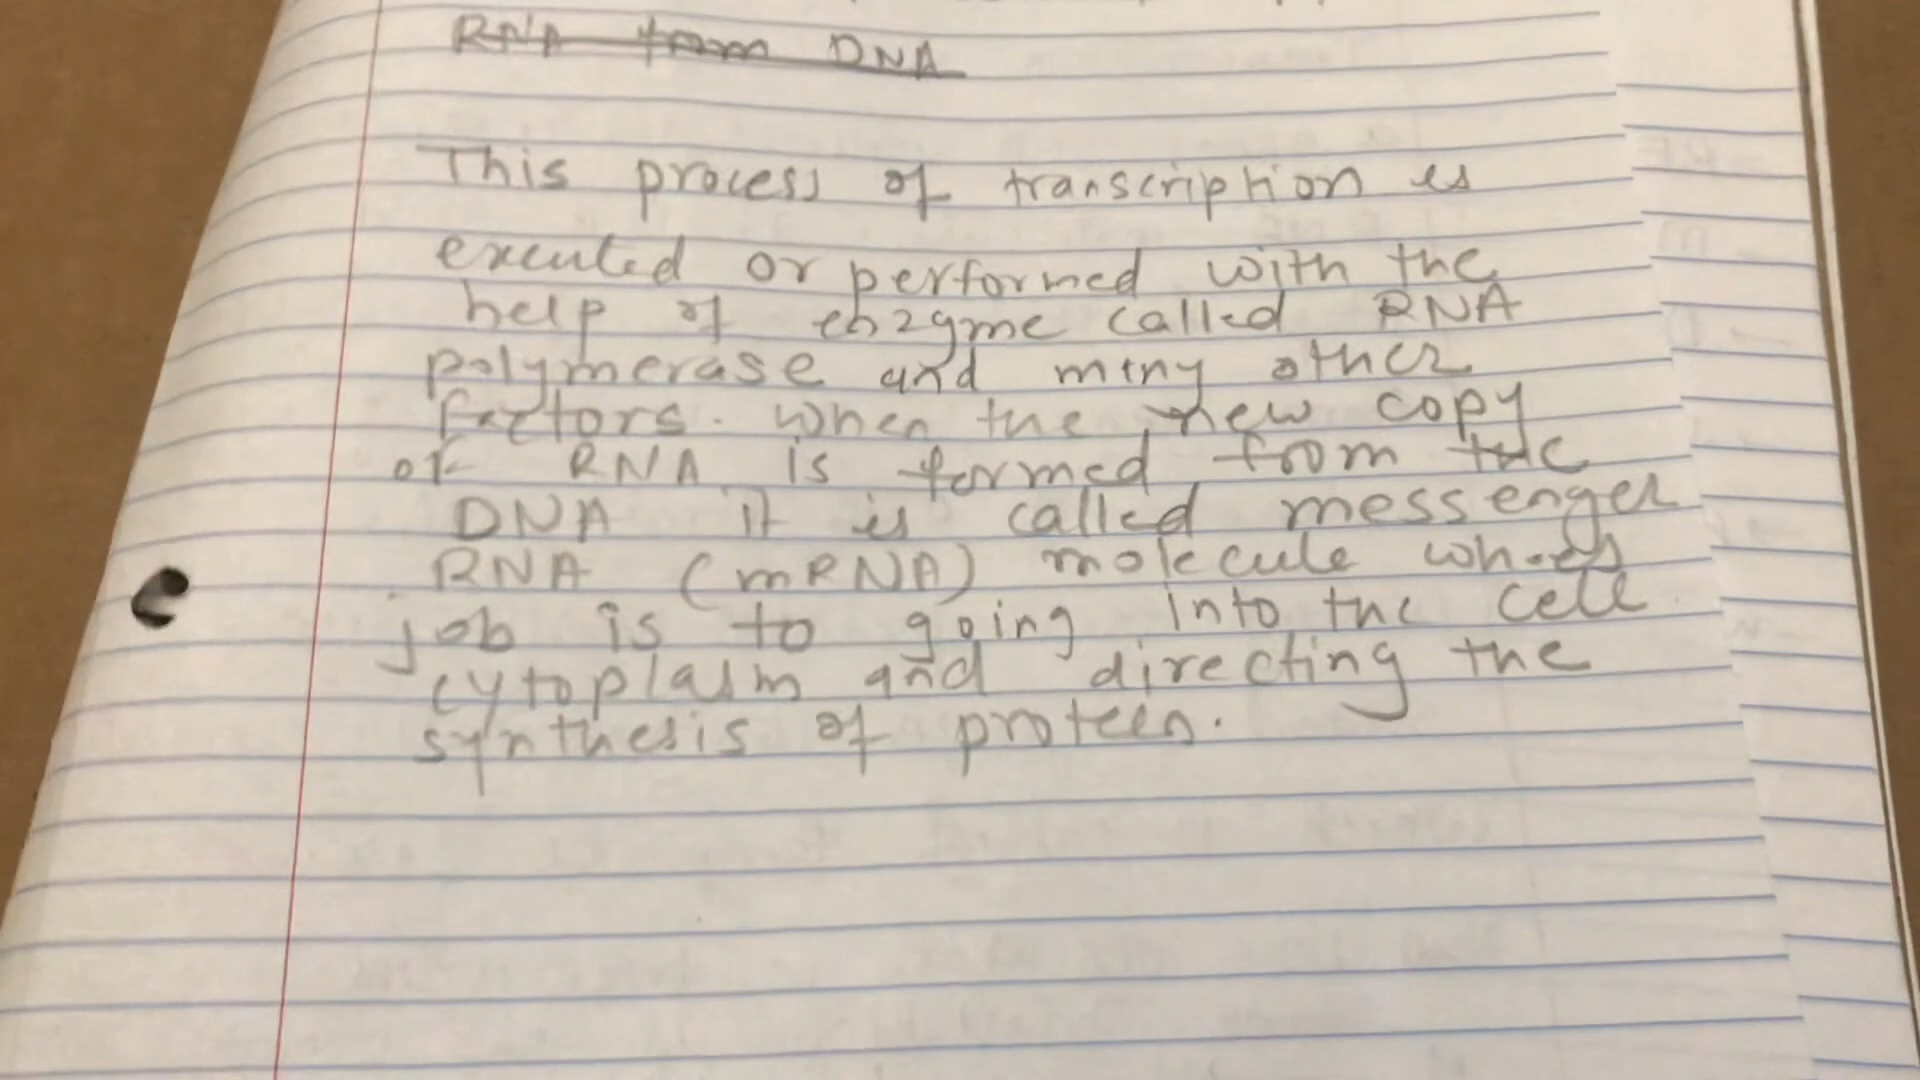 RNA from DNA
This process of transcription is
executed or performed with the
help of enzyme called RNA
polymerase and many other
factors. When the new copy
of RNA is formed from the
DNA it is called messenger
RNA (mRNA) molecule whoes
job is to going into the cell
cytoplasm and directing the
synthesis of protein.